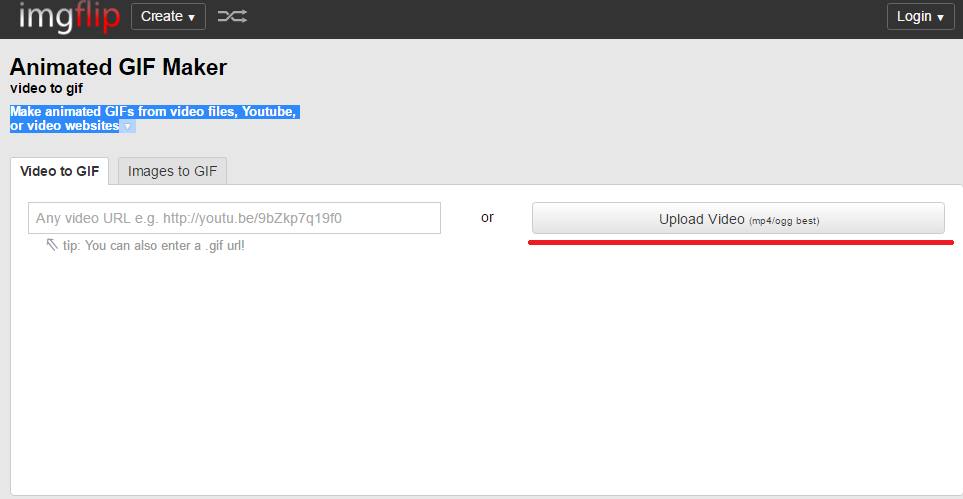 imgflip Create ▼ Login ▼
Animated GIF Maker
video to gif
Make animated GIFs from video files, Youtube,
or video websites ▼
Video to GIF Images to GIF
Any video URL e.g. http://youtu.be/9bZkp7q19f0 or Upload Video (mp4/ogg best)
tip: You can also enter a .gif url!